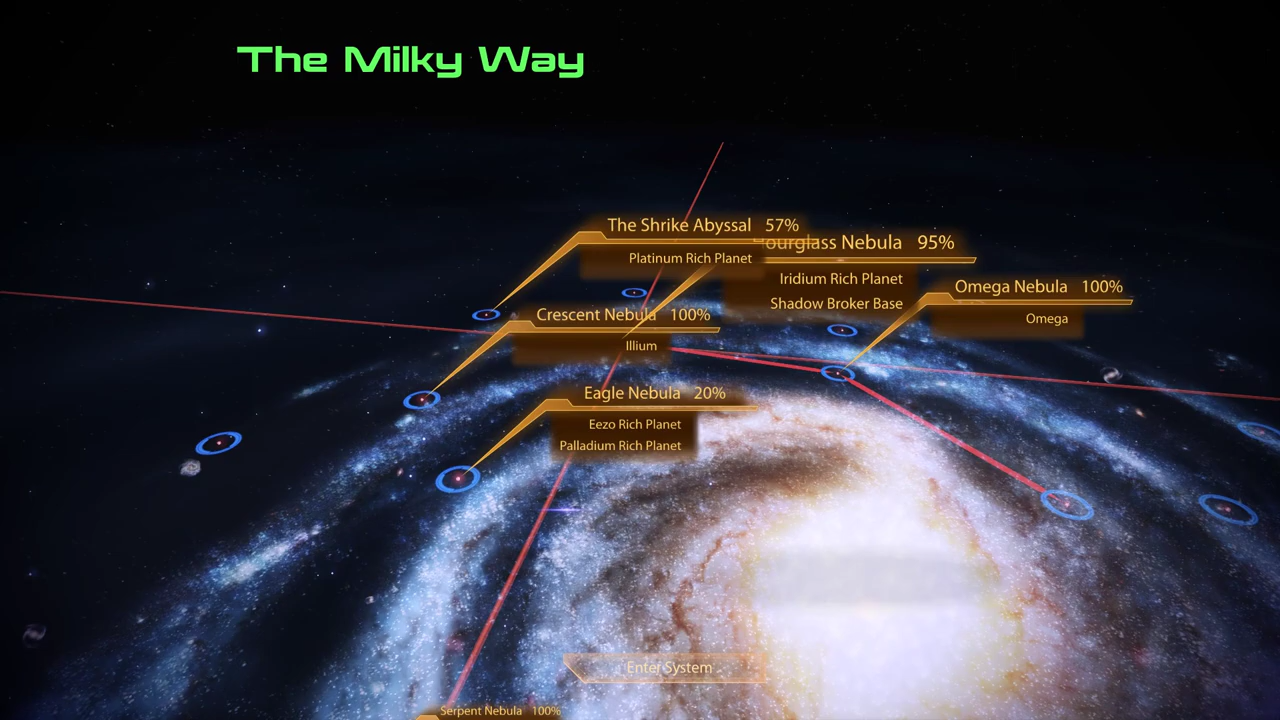 The Milky Way
The Shrike Abyssal 57%
Platinum Rich Planet
ourglass Nebula 95%
Iridium Rich Planet
Shadow Broker Base
Omega Nebula 100%
Omega
Crescent Nebula 100%
Illium
Eagle Nebula 20%
Eezo Rich Planet
Palladium Rich Planet
Enter System
Serpent Nebula 100%